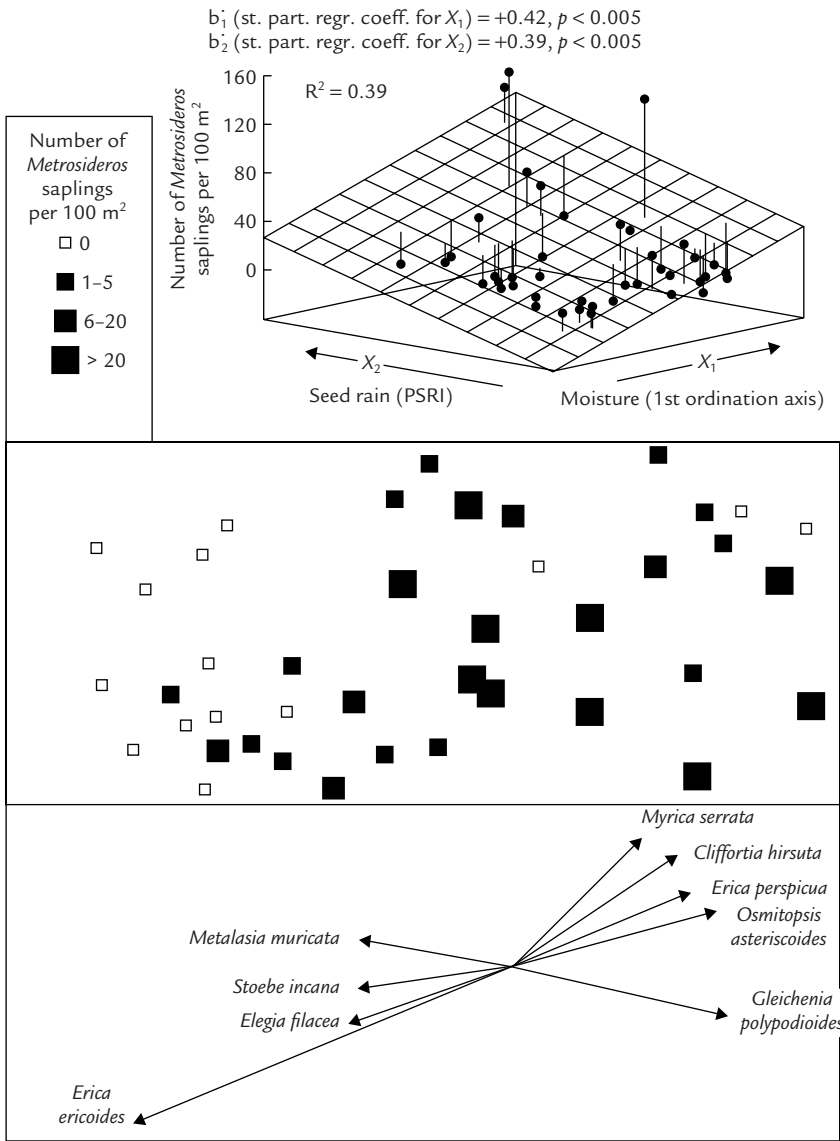 b₁' (st. part. regr. coeff. for X₁) = +0.42, p < 0.005
b₂' (st. part. regr. coeff. for X₂) = +0.39, p < 0.005
R² = 0.39
160
120
80
40
0
Number of Metrosideros
saplings per 100 m²
X₂
X₁
Seed rain (PSRI)
Moisture (1st ordination axis)
Number of
Metrosideros
saplings
per 100 m²
0
1–5
6–20
> 20
Myrica serrata
Cliffortia hirsuta
Erica perspicua
Osmitopsis
asteriscoides
Metalasia muricata
Stoebe incana
Elegia filacea
Gleichenia
polypodioides
Erica
ericoides